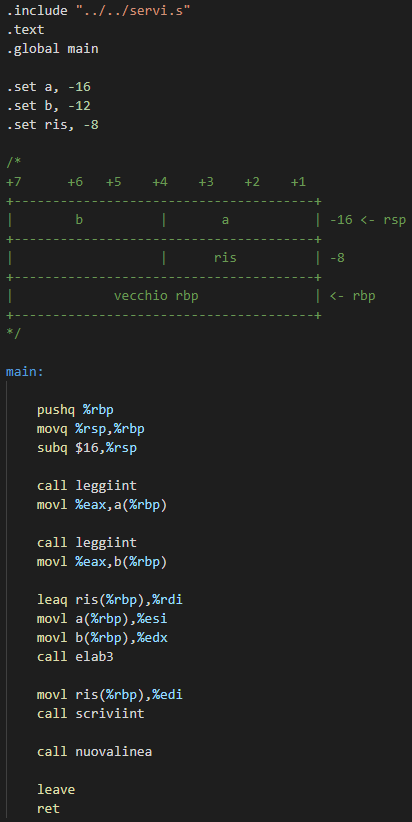 .include "../../servi.s"
.text
.global main
.set a, -16
.set b, -12
.set ris, -8
/*
+7 +6 +5 +4 +3 +2 +1
+---------------------------------------+
| b | a | -16 <- rsp
+---------------------------------------+
| | ris | -8
+---------------------------------------+
| vecchio rbp | <- rbp
+---------------------------------------+
*/
main:
pushq %rbp
movq %rsp,%rbp
subq $16,%rsp
call leggiint
movl %eax,a(%rbp)
call leggiint
movl %eax,b(%rbp)
leaq ris(%rbp),%rdi
movl a(%rbp),%esi
movl b(%rbp),%edx
call elab3
movl ris(%rbp),%edi
call scriviint
call nuovalinea
leave
ret